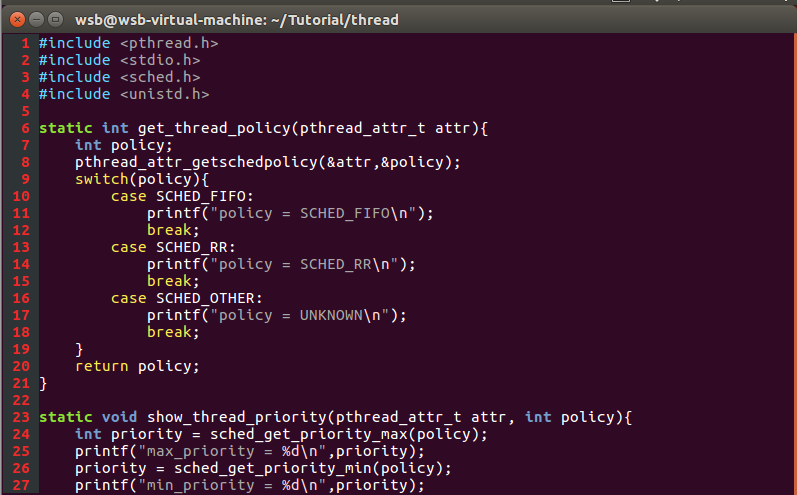 wsb@wsb-virtual-machine: ~/Tutorial/thread
1 #include <pthread.h>
2 #include <stdio.h>
3 #include <sched.h>
4 #include <unistd.h>
5
6 static int get_thread_policy(pthread_attr_t attr){
7     int policy;
8     pthread_attr_getschedpolicy(&attr,&policy);
9     switch(policy){
10         case SCHED_FIFO:
11             printf("policy = SCHED_FIFO\n");
12             break;
13         case SCHED_RR:
14             printf("policy = SCHED_RR\n");
15             break;
16         case SCHED_OTHER:
17             printf("policy = UNKNOWN\n");
18             break;
19     }
20     return policy;
21 }
22
23 static void show_thread_priority(pthread_attr_t attr, int policy){
24     int priority = sched_get_priority_max(policy);
25     printf("max_priority = %d\n",priority);
26     priority = sched_get_priority_min(policy);
27     printf("min_priority = %d\n",priority);